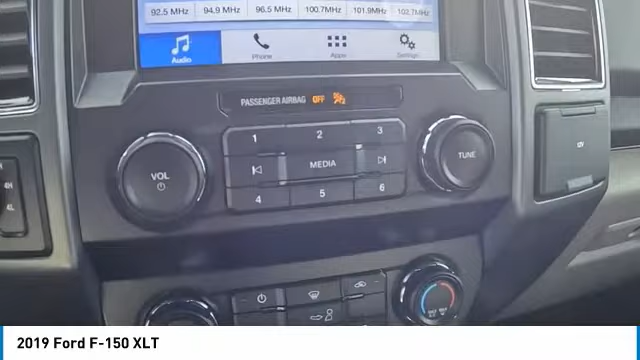 92.5 MHz 94.9 MHz 96.5 MHz 100.7MHz 101.9MHz 102.7MHz
Audio Phone Apps Settings
PASSENGER AIRBAG OFF
1 2 3
VOL MEDIA TUNE
4 5 6
12V
4H
4L
2019 Ford F-150 XLT